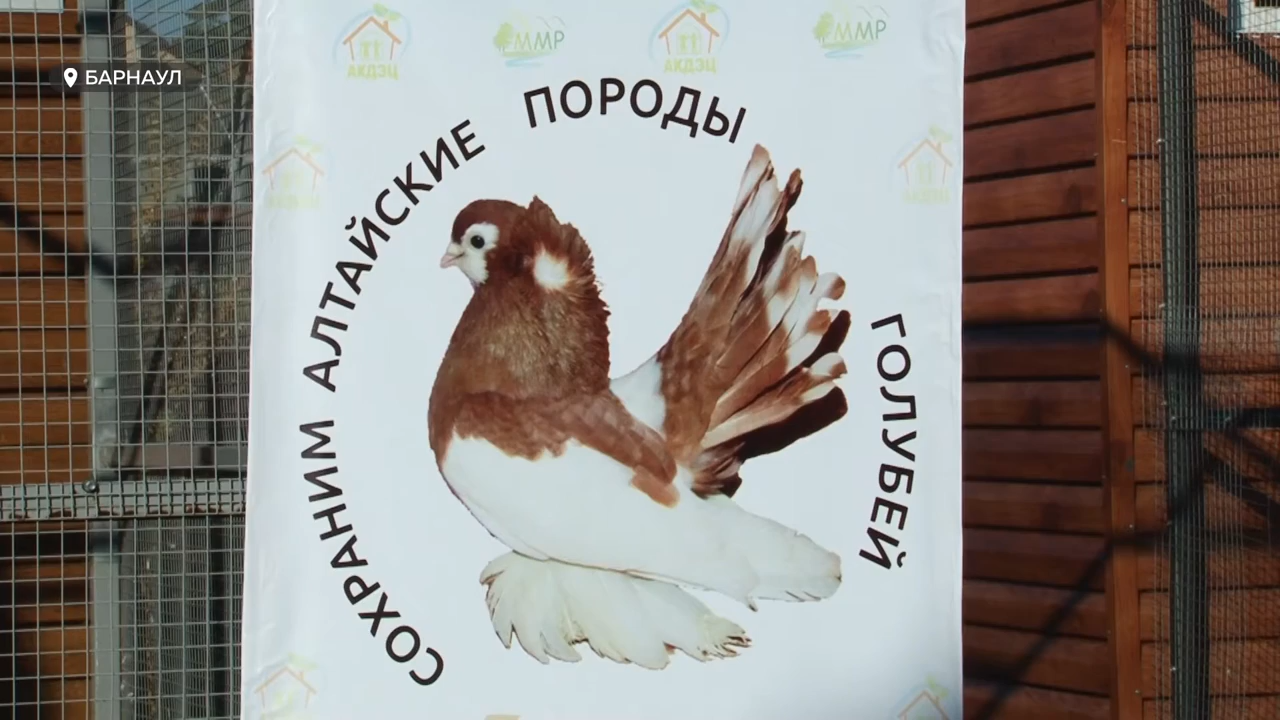 БАРНАУЛ
АКДЭЦ
ММР
АКДЭЦ
ММР
СОХРАНИМ АЛТАЙСКИЕ ПОРОДЫ ГОЛУБЕЙ